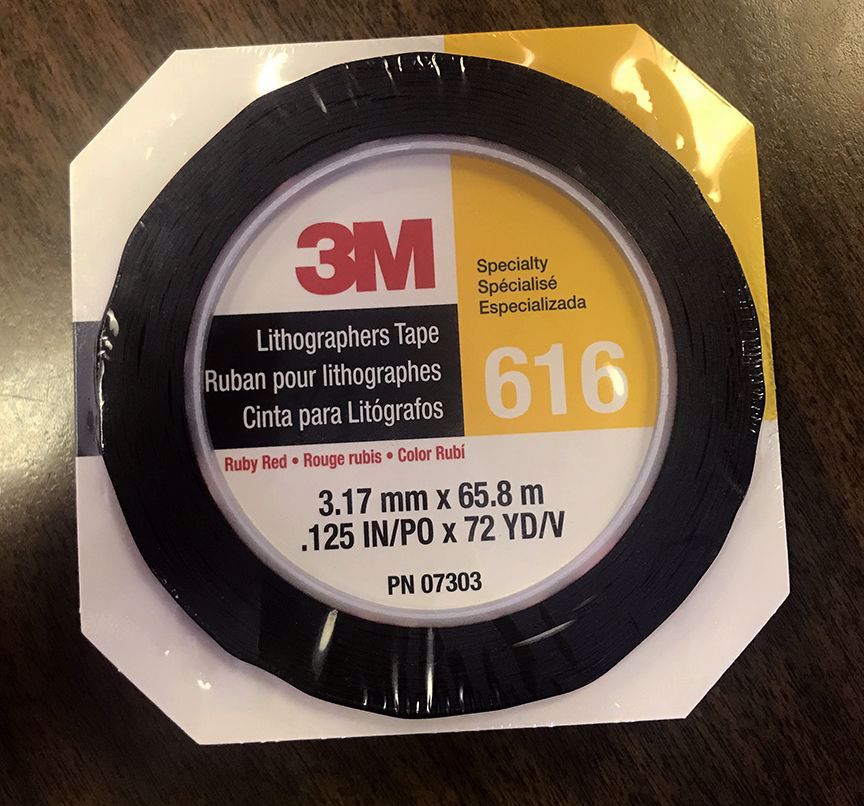 3M
Specialty
Spécialisé
Especializada
Lithographers Tape
Ruban pour lithographes
Cinta para Litógrafos
616
Ruby Red • Rouge rubis • Color Rubí
3.17 mm x 65.8 m
.125 IN/PO x 72 YD/V
PN 07303